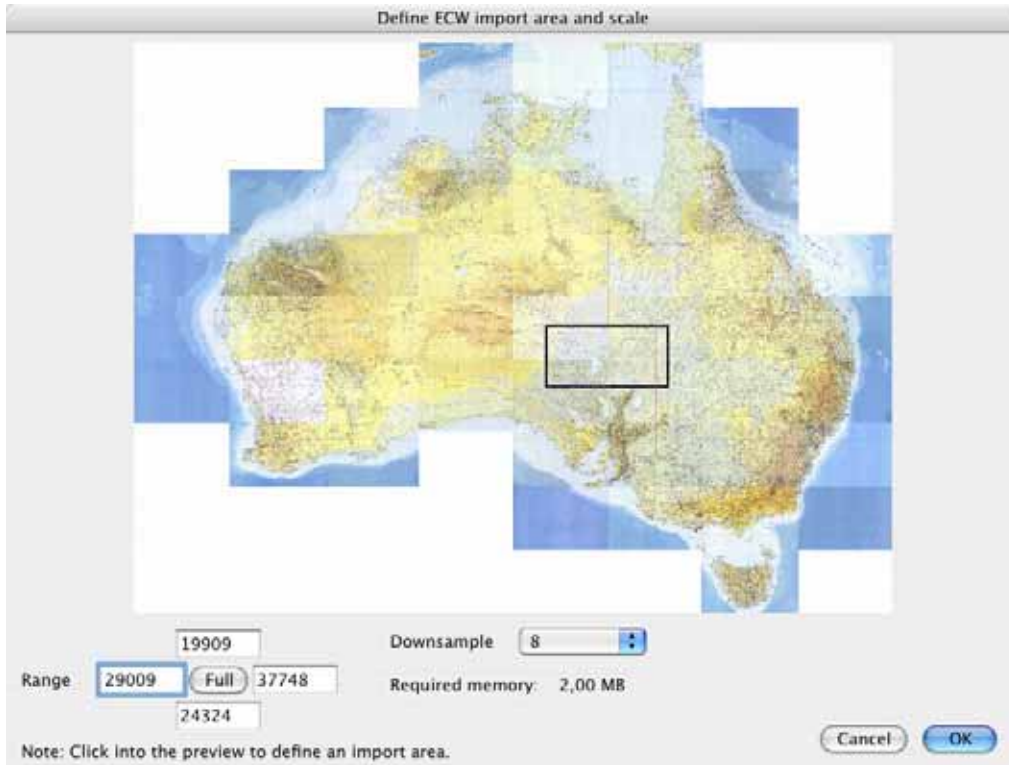 Define ECW import area and scale
19909
Downsample 8
Range 29009 Full 37748
Required memory: 2,00 MB
24324
Note: Click into the preview to define an import area.
Cancel OK